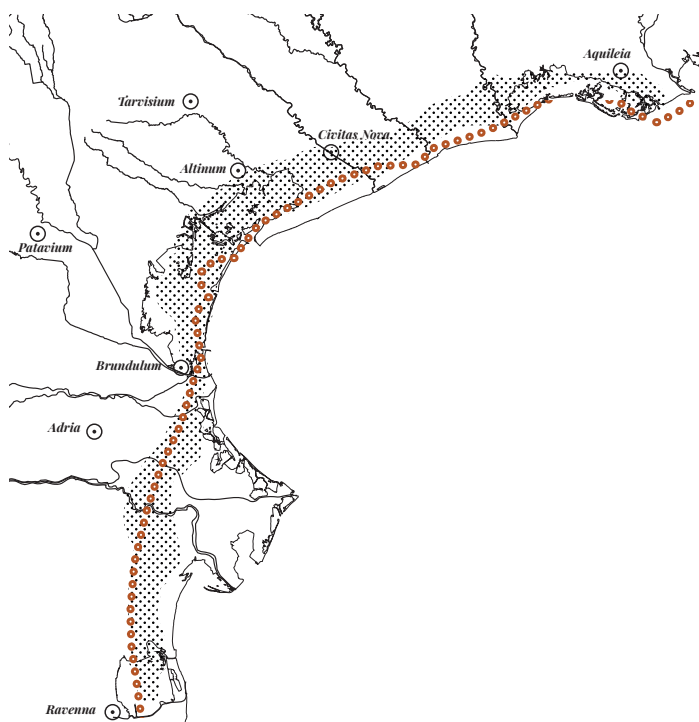 Aquileia
Tarvisium
Civitas Nova
Altinum
Patavium
Brundulum
Adria
Ravenna